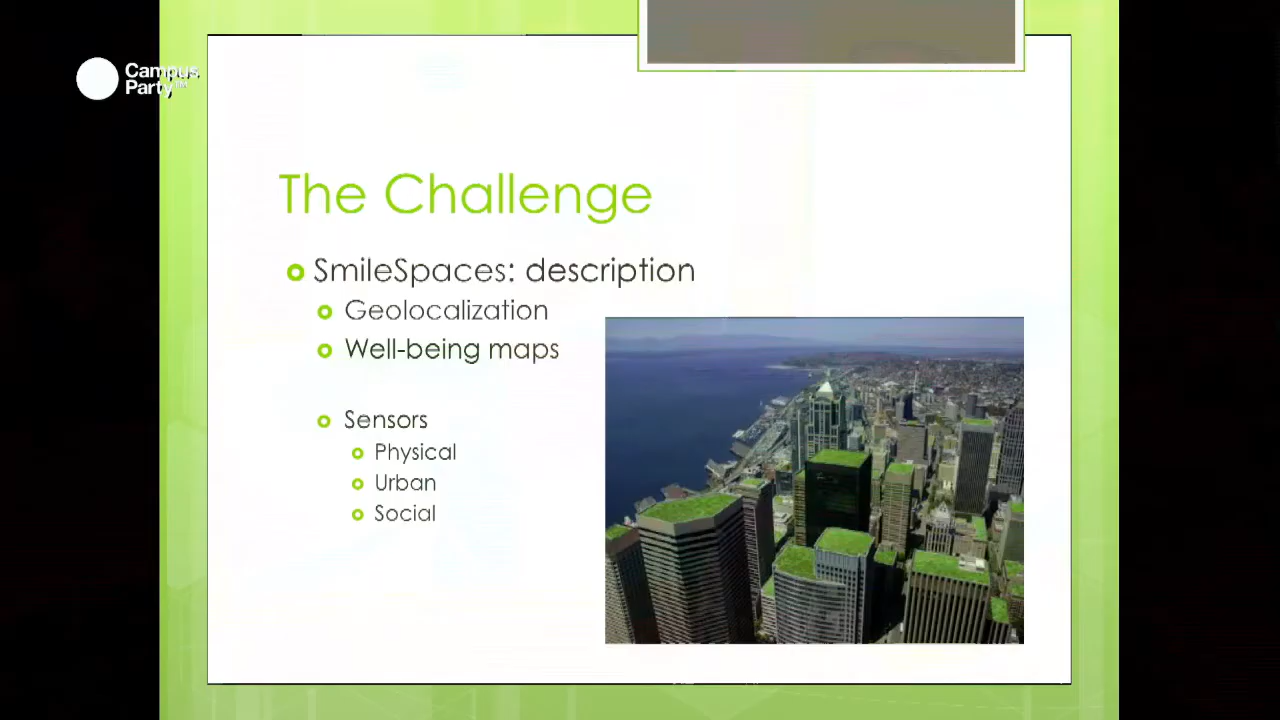 Campus
Party
The Challenge
SmileSpaces: description
Geolocalization
Well-being maps
Sensors
Physical
Urban
Social